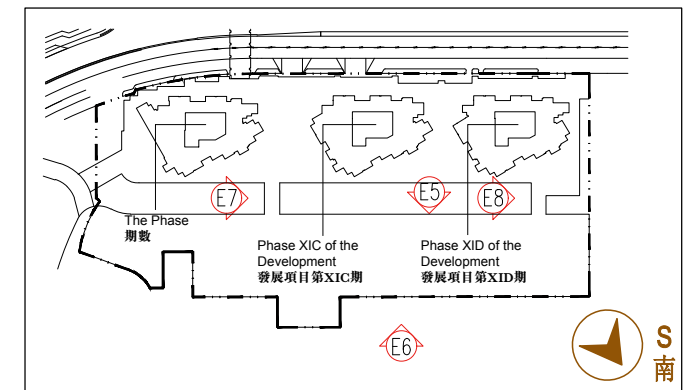 E7
E5
E8
The Phase
期數
Phase XIC of the
Development
發展項目第XIC期
Phase XID of the
Development
發展項目第XID期
E6
S
南